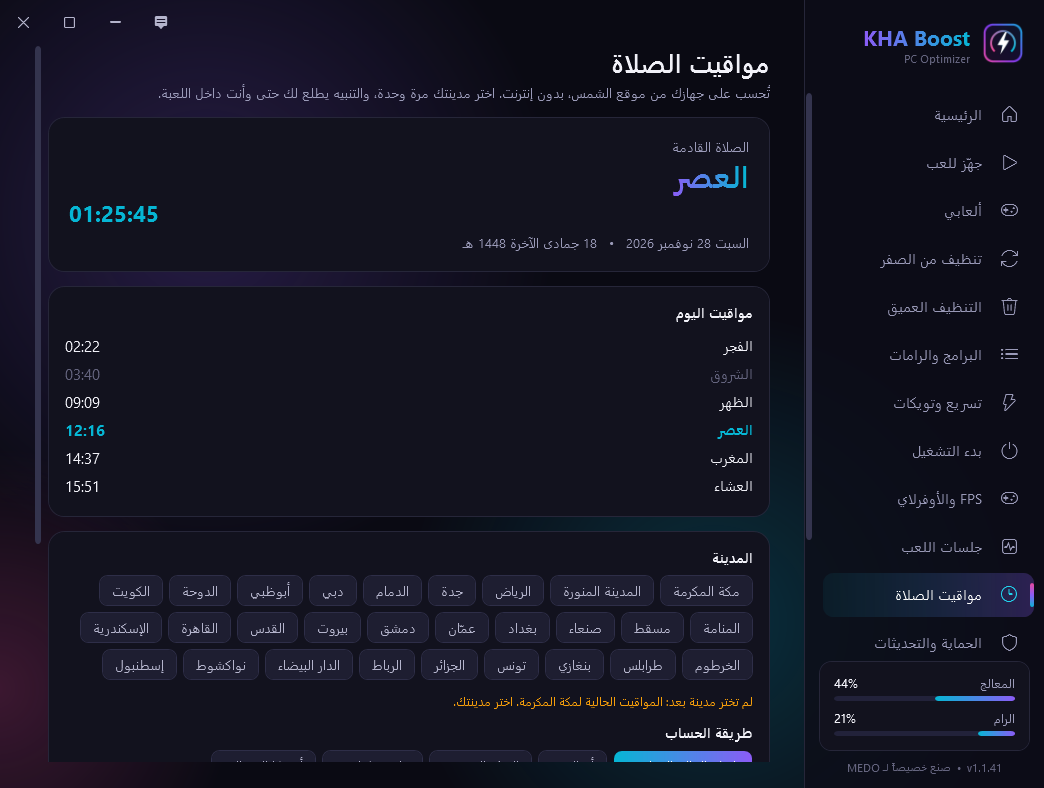 KHA Boost
PC Optimizer
الرئيسية
جهّز للعب
ألعابي
تنظيف من الصفر
التنظيف العميق
البرامج والرامات
تسريع وتويكات
بدء التشغيل
FPS والأوفرلاي
جلسات اللعب
مواقيت الصلاة
الحماية والتحديثات
المعالج 44%
الرام 21%
v1.1.41 • صنع خصيصاً لـ MEDO
مواقيت الصلاة
تُحسب على جهازك من موقع الشمس، بدون إنترنت. اختر مدينتك مرة وحدة، والتنبيه يطلع لك حتى وأنت داخل اللعبة.
الصلاة القادمة
العصر
01:25:45
السبت 28 نوفمبر 2026 • 18 جمادى الآخرة 1448 هـ
مواقيت اليوم
الفجر 02:22
الشروق 03:40
الظهر 09:09
العصر 12:16
المغرب 14:37
العشاء 15:51
المدينة
مكة المكرمة المدينة المنورة الرياض جدة الدمام دبي أبوظبي الدوحة الكويت
المنامة مسقط صنعاء بغداد عمّان دمشق بيروت القدس القاهرة الإسكندرية
الخرطوم طرابلس بنغازي تونس الجزائر الرباط الدار البيضاء نواكشوط إسطنبول
لم تختر مدينة بعد: المواقيت الحالية لمكة المكرمة. اختر مدينتك.
طريقة الحساب